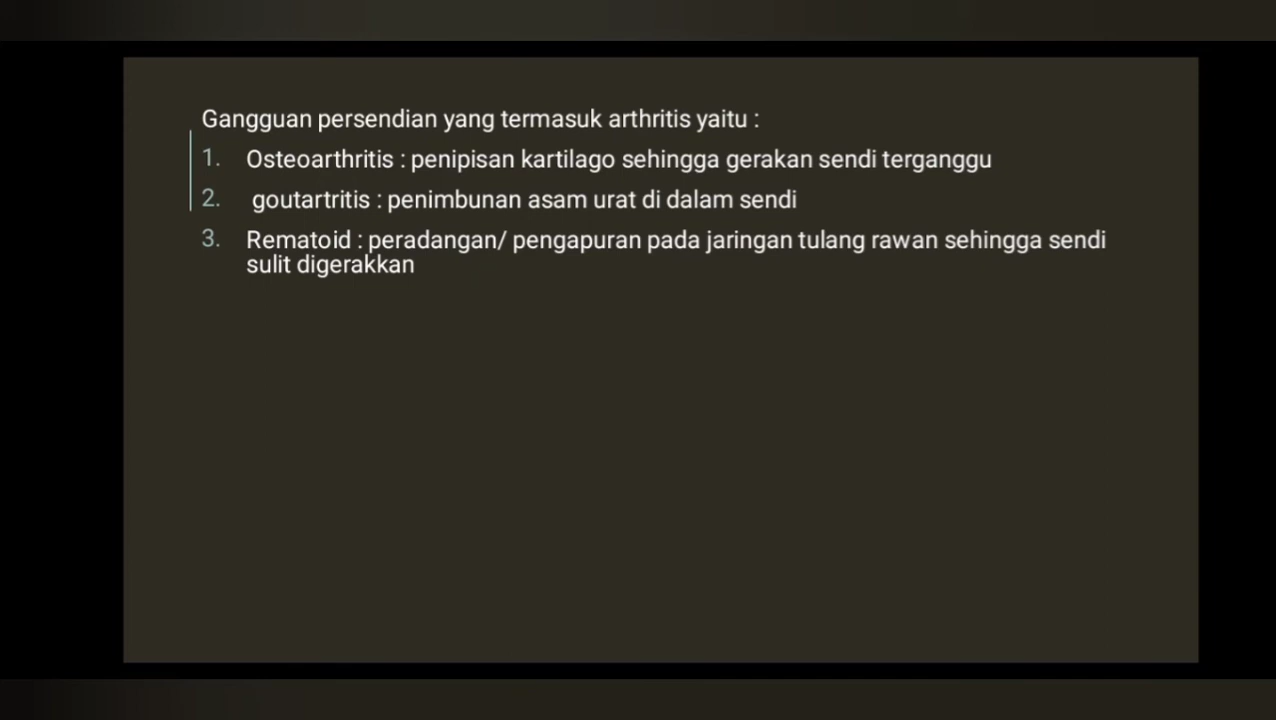 Gangguan persendian yang termasuk arthritis yaitu :
1. Osteoarthritis : penipisan kartilago sehingga gerakan sendi terganggu
2. goutartritis : penimbunan asam urat di dalam sendi
3. Rematoid : peradangan/ pengapuran pada jaringan tulang rawan sehingga sendi
sulit digerakkan